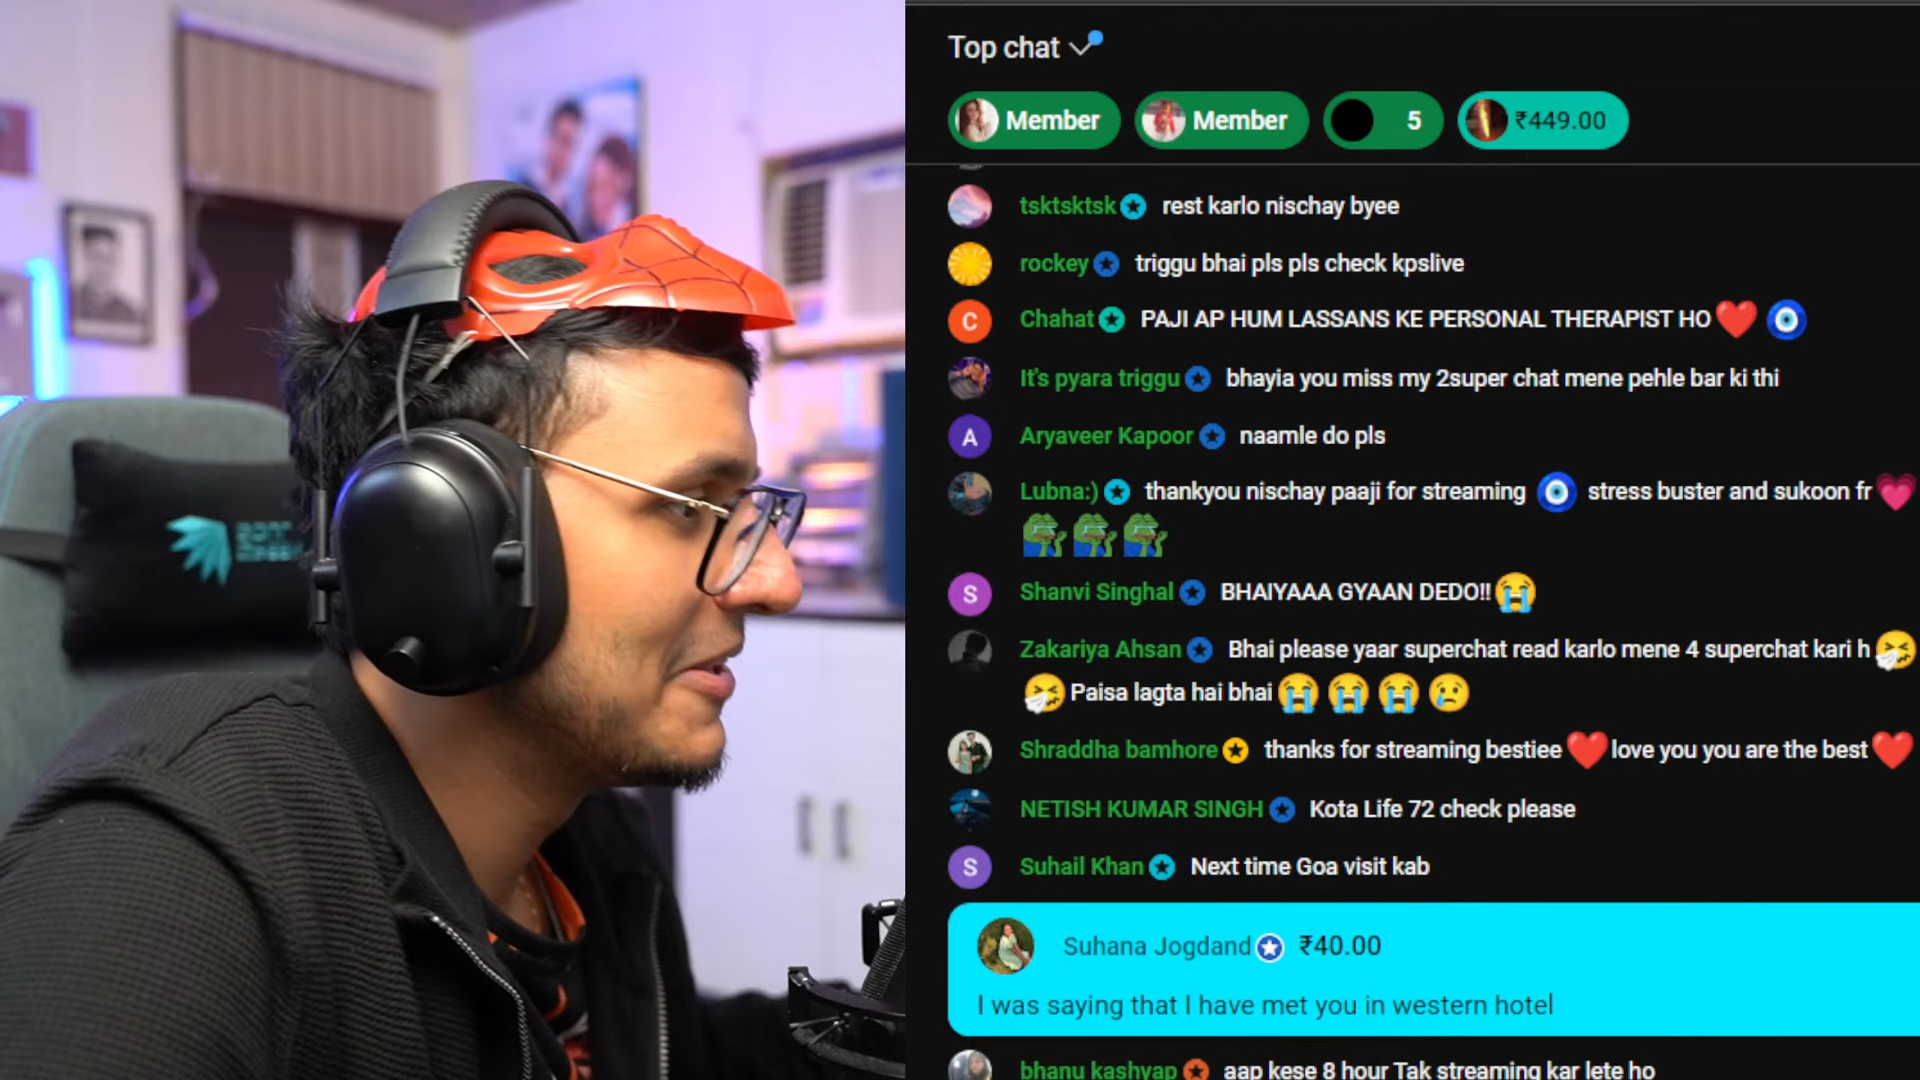 Top chat
Member Member 5 ₹449.00
tsktsktsk rest karlo nischay byee
rockey triggu bhai pls pls check kpslive
C Chahat PAJI AP HUM LASSANS KE PERSONAL THERAPIST HO❤️🧿
It's pyara triggu bhayia you miss my 2super chat mene pehle bar ki thi
A Aryaveer Kapoor naamle do pls
Lubna:) thankyou nischay paaji for streaming 🧿 stress buster and sukoon fr💗
S Shanvi Singhal BHAIYAAA GYAAN DEDO!!😭
Zakariya Ahsan Bhai please yaar superchat read karlo mene 4 superchat kari h🤧
🤧Paisa lagta hai bhai😭😭😭😢
Shraddha bamhore thanks for streaming bestiee❤️love you you are the best❤️
NETISH KUMAR SINGH Kota Life 72 check please
S Suhail Khan Next time Goa visit kab
Suhana Jogdand ₹40.00
I was saying that I have met you in western hotel
bhanu kashyap aap kese 8 hour Tak streaming kar lete ho